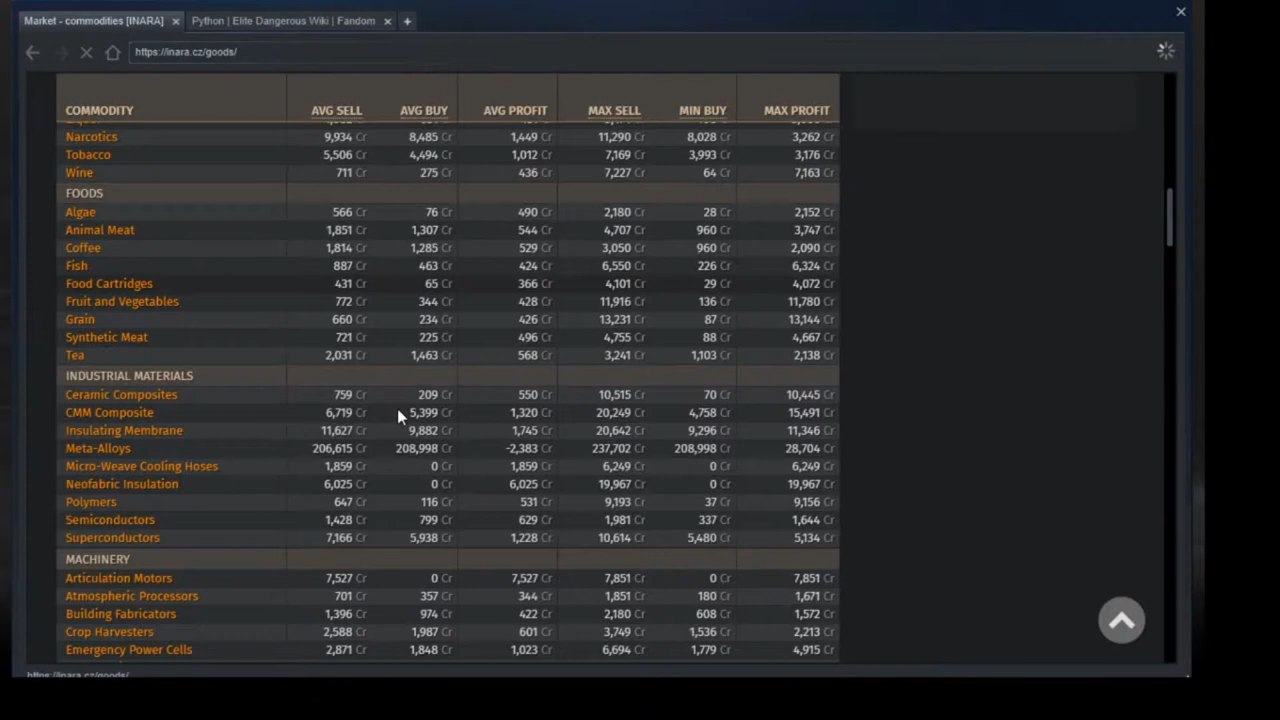 Market - commodities [INARA] Python | Elite Dangerous Wiki | Fandom
https://inara.cz/goods/
COMMODITY AVG SELL AVG BUY AVG PROFIT MAX SELL MIN BUY MAX PROFIT
Narcotics 9,934 Cr 8,485 Cr 1,449 Cr 11,290 Cr 8,028 Cr 3,262 Cr
Tobacco 5,506 Cr 4,494 Cr 1,012 Cr 7,169 Cr 3,993 Cr 3,176 Cr
Wine 711 Cr 275 Cr 436 Cr 7,227 Cr 64 Cr 7,163 Cr
FOODS
Algae 566 Cr 76 Cr 490 Cr 2,180 Cr 28 Cr 2,152 Cr
Animal Meat 1,851 Cr 1,307 Cr 544 Cr 4,707 Cr 960 Cr 3,747 Cr
Coffee 1,814 Cr 1,285 Cr 529 Cr 3,050 Cr 960 Cr 2,090 Cr
Fish 887 Cr 463 Cr 424 Cr 6,550 Cr 226 Cr 6,324 Cr
Food Cartridges 431 Cr 65 Cr 366 Cr 4,101 Cr 29 Cr 4,072 Cr
Fruit and Vegetables 772 Cr 344 Cr 428 Cr 11,916 Cr 136 Cr 11,780 Cr
Grain 660 Cr 234 Cr 426 Cr 13,231 Cr 87 Cr 13,144 Cr
Synthetic Meat 721 Cr 225 Cr 496 Cr 4,755 Cr 88 Cr 4,667 Cr
Tea 2,031 Cr 1,463 Cr 568 Cr 3,241 Cr 1,103 Cr 2,138 Cr
INDUSTRIAL MATERIALS
Ceramic Composites 759 Cr 209 Cr 550 Cr 10,515 Cr 70 Cr 10,445 Cr
CMM Composite 6,719 Cr 5,399 Cr 1,320 Cr 20,249 Cr 4,758 Cr 15,491 Cr
Insulating Membrane 11,627 Cr 9,882 Cr 1,745 Cr 20,642 Cr 9,296 Cr 11,346 Cr
Meta-Alloys 206,615 Cr 208,998 Cr -2,383 Cr 237,702 Cr 208,998 Cr 28,704 Cr
Micro-Weave Cooling Hoses 1,859 Cr 0 Cr 1,859 Cr 6,249 Cr 0 Cr 6,249 Cr
Neofabric Insulation 6,025 Cr 0 Cr 6,025 Cr 19,967 Cr 0 Cr 19,967 Cr
Polymers 647 Cr 116 Cr 531 Cr 9,193 Cr 37 Cr 9,156 Cr
Semiconductors 1,428 Cr 799 Cr 629 Cr 1,981 Cr 337 Cr 1,644 Cr
Superconductors 7,166 Cr 5,938 Cr 1,228 Cr 10,614 Cr 5,480 Cr 5,134 Cr
MACHINERY
Articulation Motors 7,527 Cr 0 Cr 7,527 Cr 7,851 Cr 0 Cr 7,851 Cr
Atmospheric Processors 701 Cr 357 Cr 344 Cr 1,851 Cr 180 Cr 1,671 Cr
Building Fabricators 1,396 Cr 974 Cr 422 Cr 2,180 Cr 608 Cr 1,572 Cr
Crop Harvesters 2,588 Cr 1,987 Cr 601 Cr 3,749 Cr 1,536 Cr 2,213 Cr
Emergency Power Cells 2,871 Cr 1,848 Cr 1,023 Cr 6,694 Cr 1,779 Cr 4,915 Cr
https://inara.cz/goods/